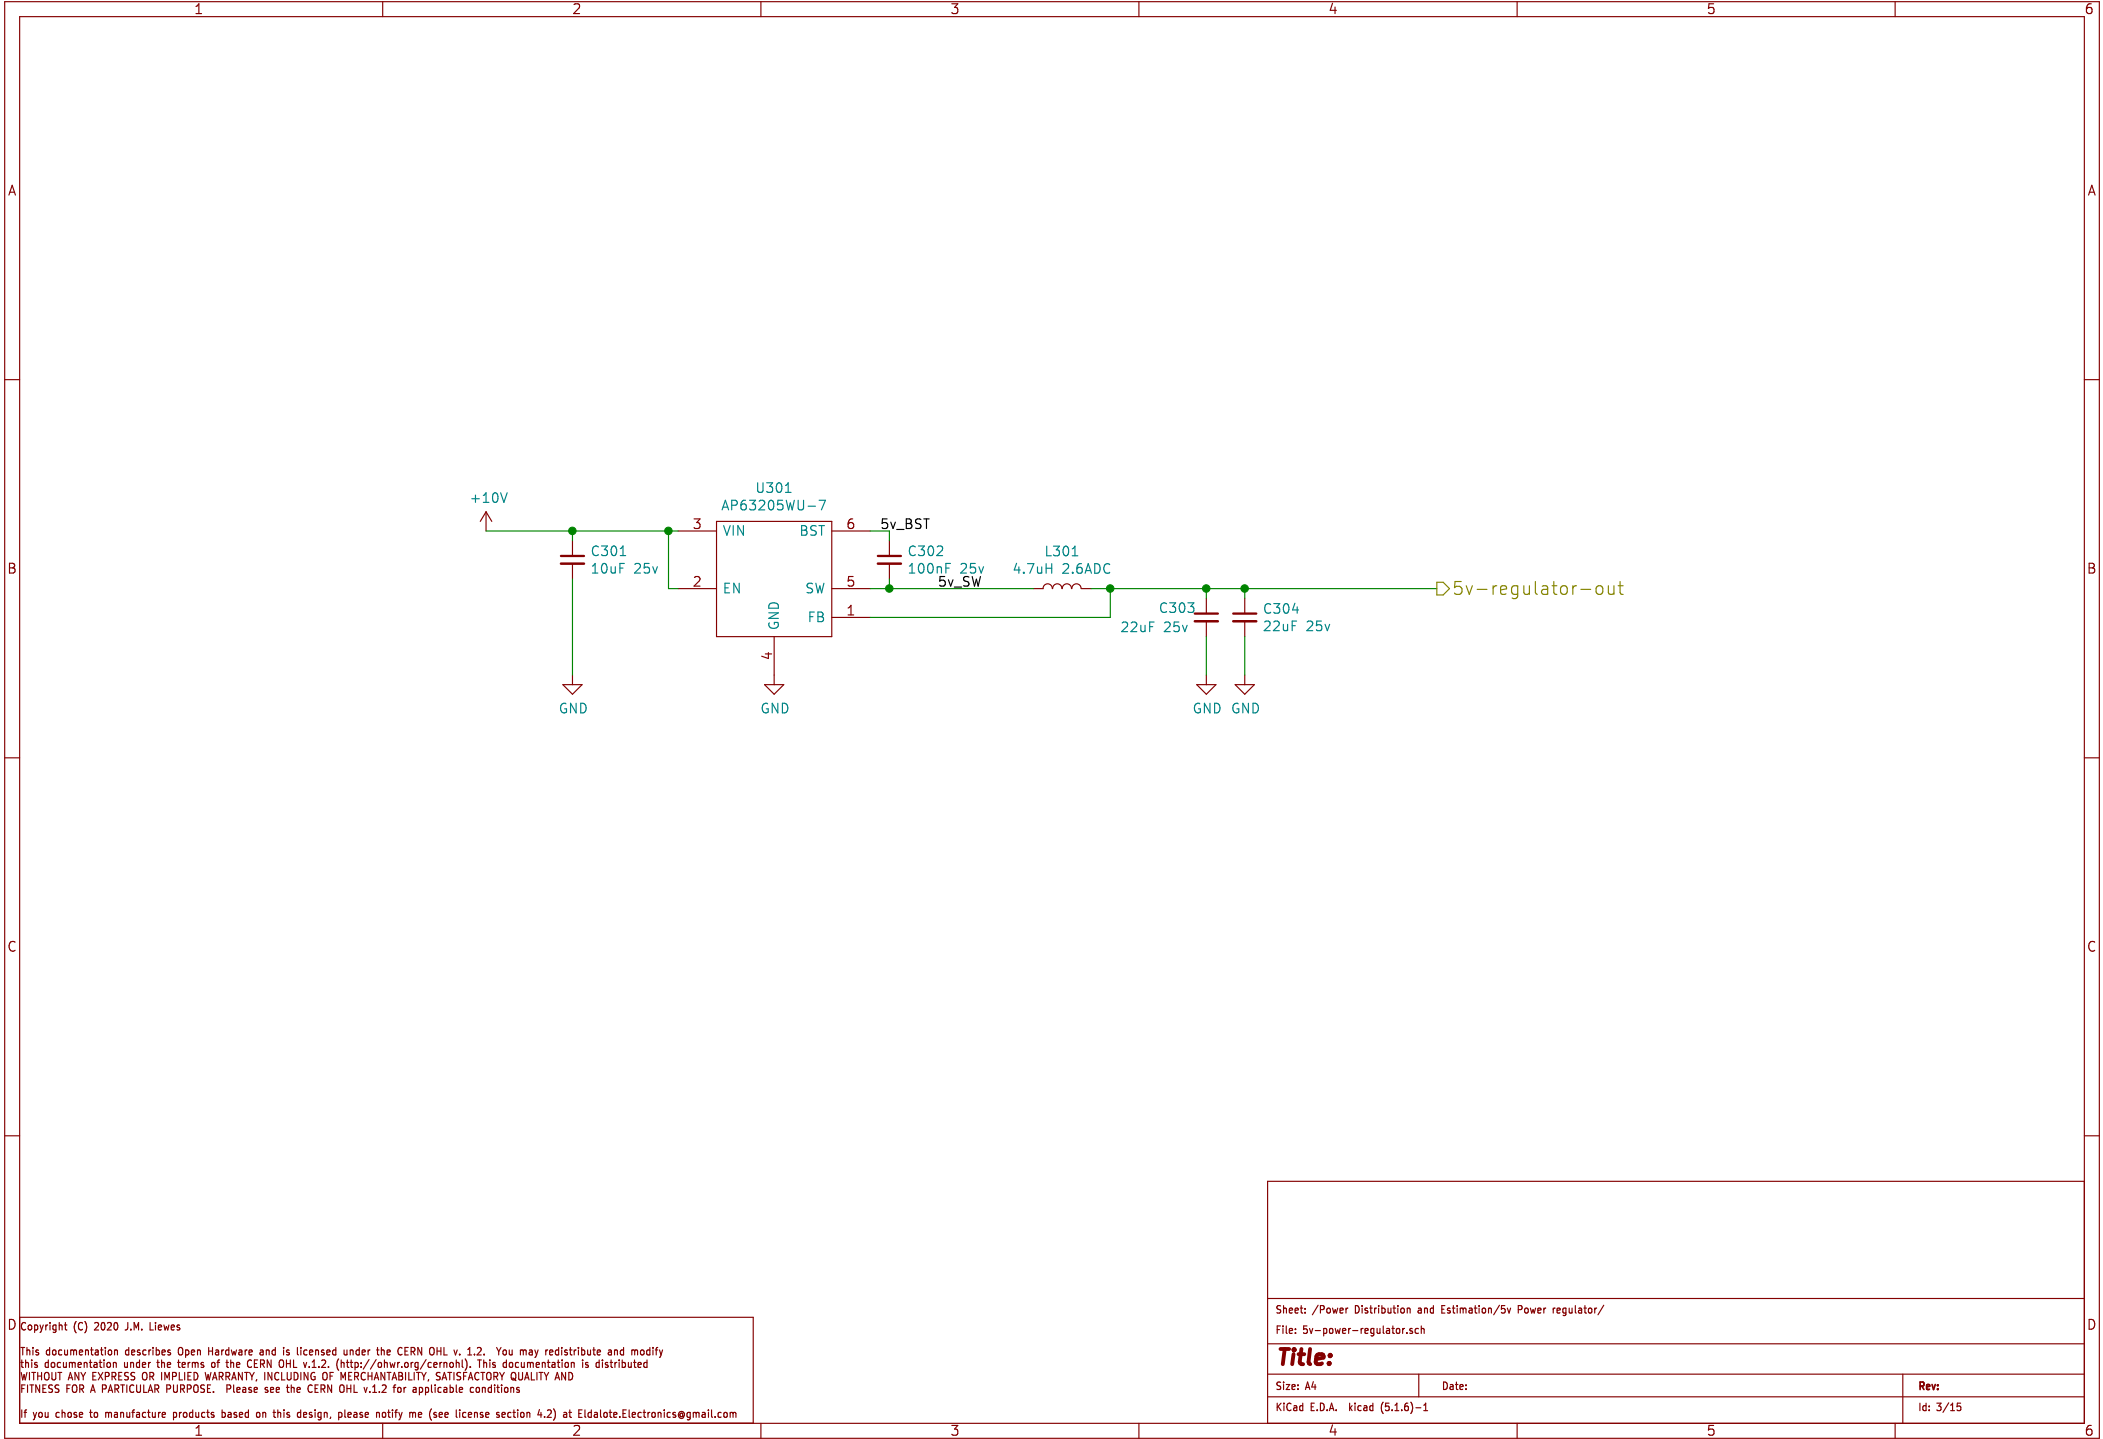 1 2 3 4 5 6
A A
U301
AP63205WU-7
+10V
3 VIN BST 6 5v_BST
C301
10uF 25v
C302
100nF 25v
L301
4.7uH 2.6ADC
B B
2 EN SW 5 5v_SW
5v-regulator-out
GND FB 1
4
C303
22uF 25v
C304
22uF 25v
GND GND GND GND
C C
Sheet: /Power Distribution and Estimation/5v Power regulator/
File: 5v-power-regulator.sch
Title:
Size: A4 Date: Rev:
KiCad E.D.A. kicad (5.1.6)-1 Id: 3/15
D D
Copyright (C) 2020 J.M. Liewes
This documentation describes Open Hardware and is licensed under the CERN OHL v. 1.2. You may redistribute and modify
this documentation under the terms of the CERN OHL v.1.2. (http://ohwr.org/cernohl). This documentation is distributed
WITHOUT ANY EXPRESS OR IMPLIED WARRANTY, INCLUDING OF MERCHANTABILITY, SATISFACTORY QUALITY AND
FITNESS FOR A PARTICULAR PURPOSE. Please see the CERN OHL v.1.2 for applicable conditions
If you chose to manufacture products based on this design, please notify me (see license section 4.2) at Eldalote.Electronics@gmail.com
1 2 3 4 5 6